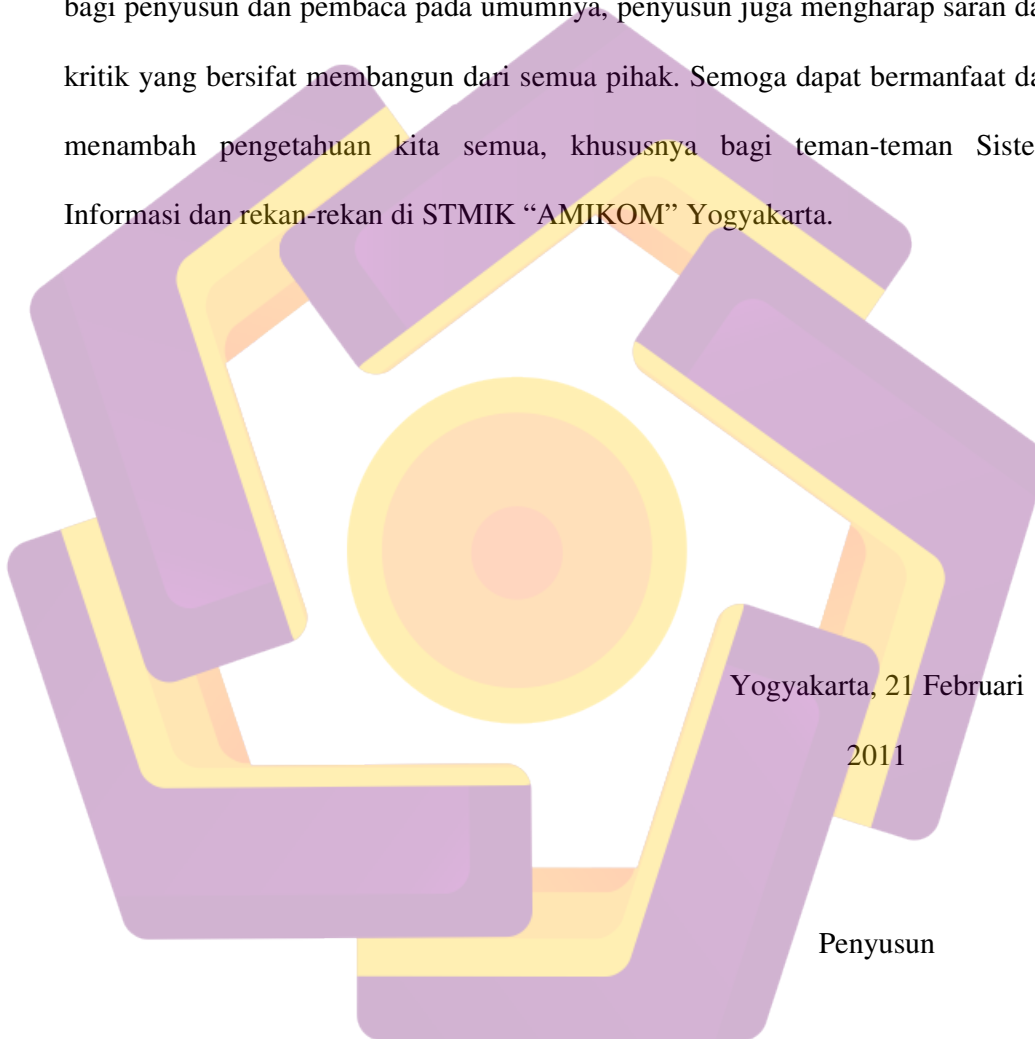 bagi penyusun dan pembaca pada umumnya, penyusun juga mengharap saran da
kritik yang bersifat membangun dari semua pihak. Semoga dapat bermanfaat da
menambah pengetahuan kita semua, khususnya bagi teman-teman Siste
Informasi dan rekan-rekan di STMIK “AMIKOM” Yogyakarta.
Yogyakarta, 21 Februari
2011
Penyusun